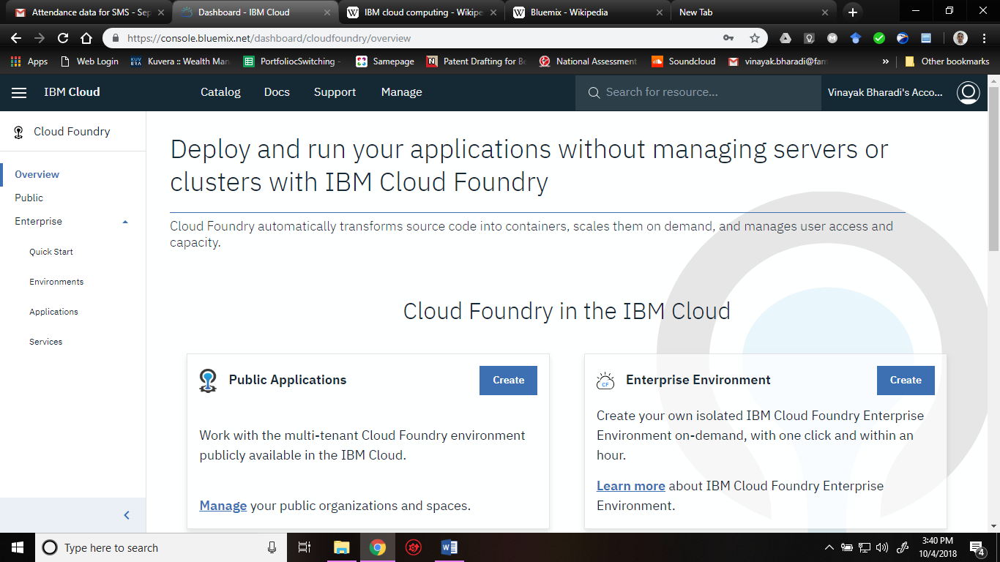 Attendance data for SMS - Sep
Dashboard - IBM Cloud
IBM cloud computing - Wikipe
Bluemix - Wikipedia
New Tab
https://console.bluemix.net/dashboard/cloudfoundry/overview
Apps
Web Login
Kuvera :: Wealth Man
PortfoliocSwitching -
Samepage
Patent Drafting for Be
National Assessment
Soundcloud
vinayak.bharadi@fam
»
Other bookmarks
IBM Cloud
Catalog
Docs
Support
Manage
Search for resource...
Vinayak Bharadi's Acco...
Cloud Foundry
Overview
Public
Enterprise
Quick Start
Environments
Applications
Services
Deploy and run your applications without managing servers or
clusters with IBM Cloud Foundry
Cloud Foundry automatically transforms source code into containers, scales them on demand, and manages user access and
capacity.
Cloud Foundry in the IBM Cloud
Public Applications
Create
Work with the multi-tenant Cloud Foundry environment
publicly available in the IBM Cloud.
Manage your public organizations and spaces.
CF
Enterprise Environment
Create
Create your own isolated IBM Cloud Foundry Enterprise
Environment on-demand, with one click and within an
hour.
Learn more about IBM Cloud Foundry Enterprise
Environment.
Type here to search
3:40 PM
10/4/2018
4